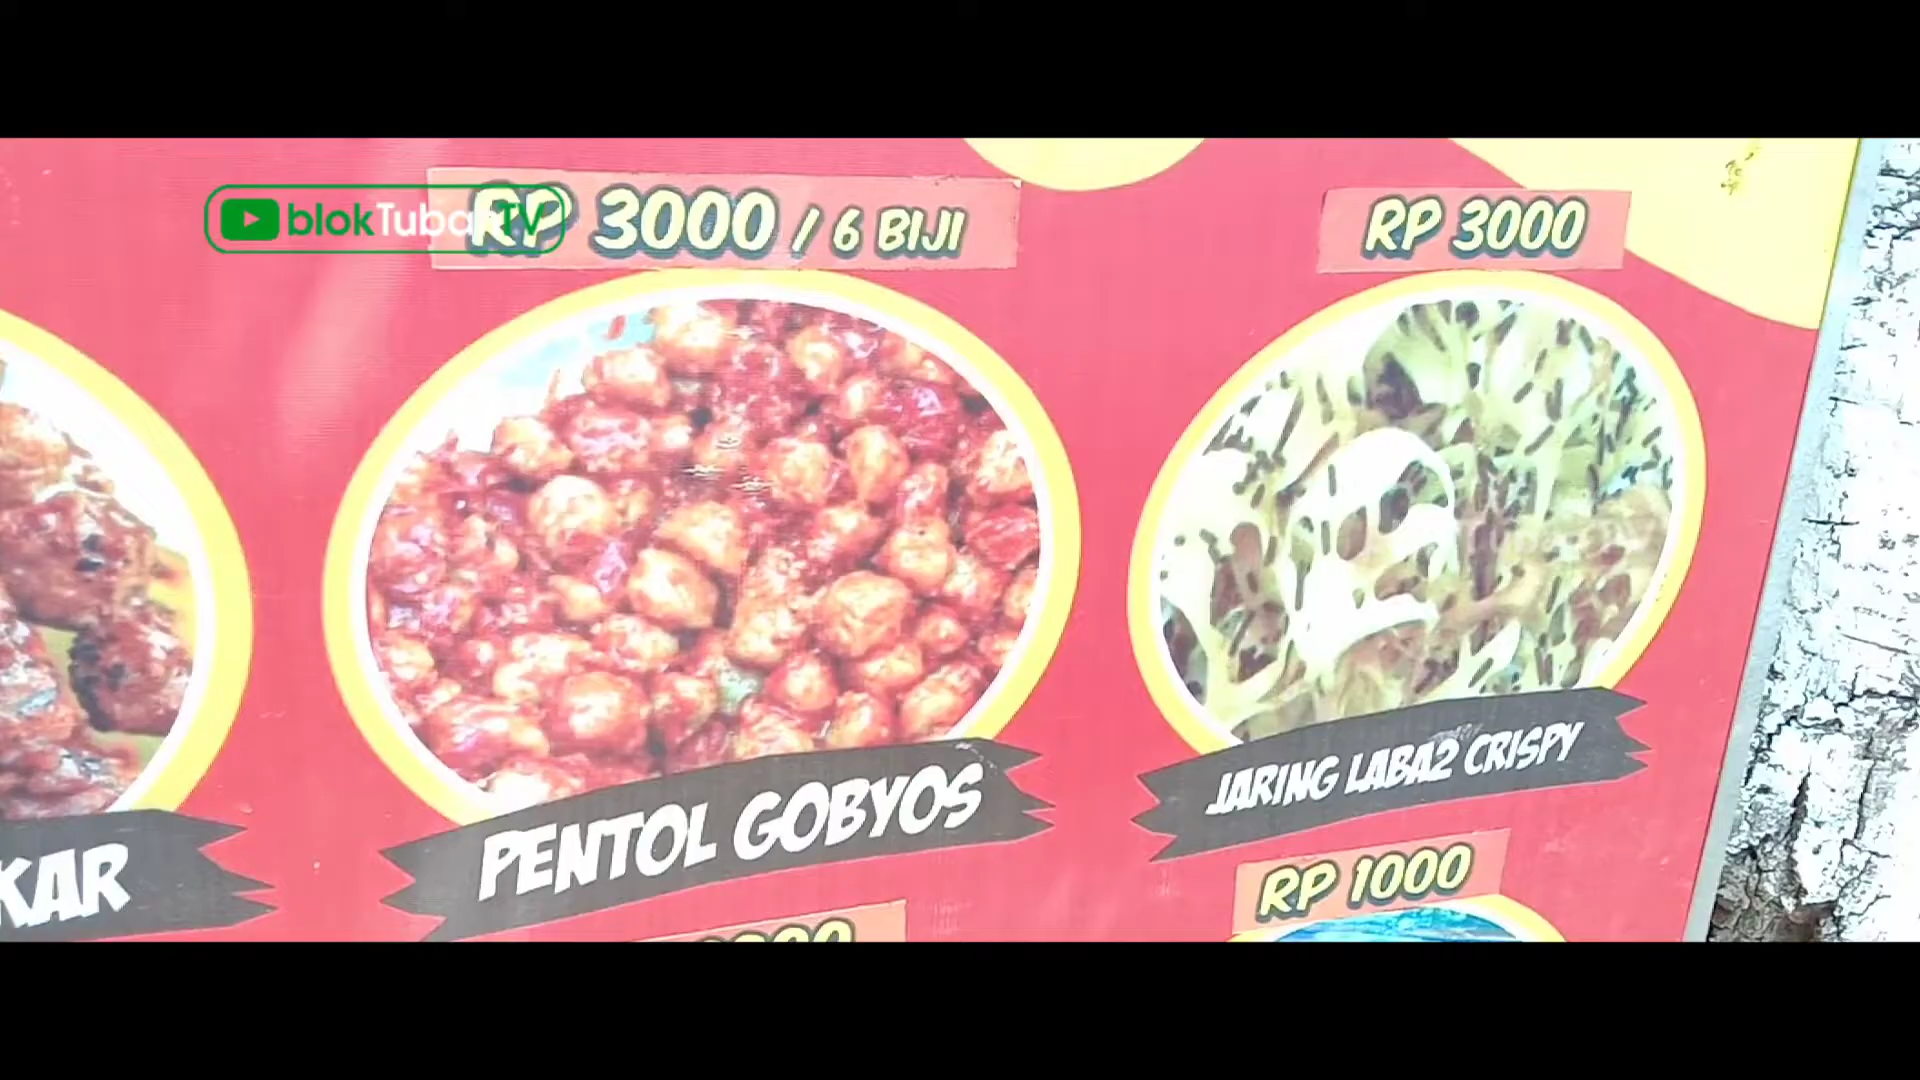 blokTubanTV
RP 3000 / 6 BIJI
RP 3000
PENTOL GOBYOS
JARING LABA2 CRISPY
KAR
RP 1000